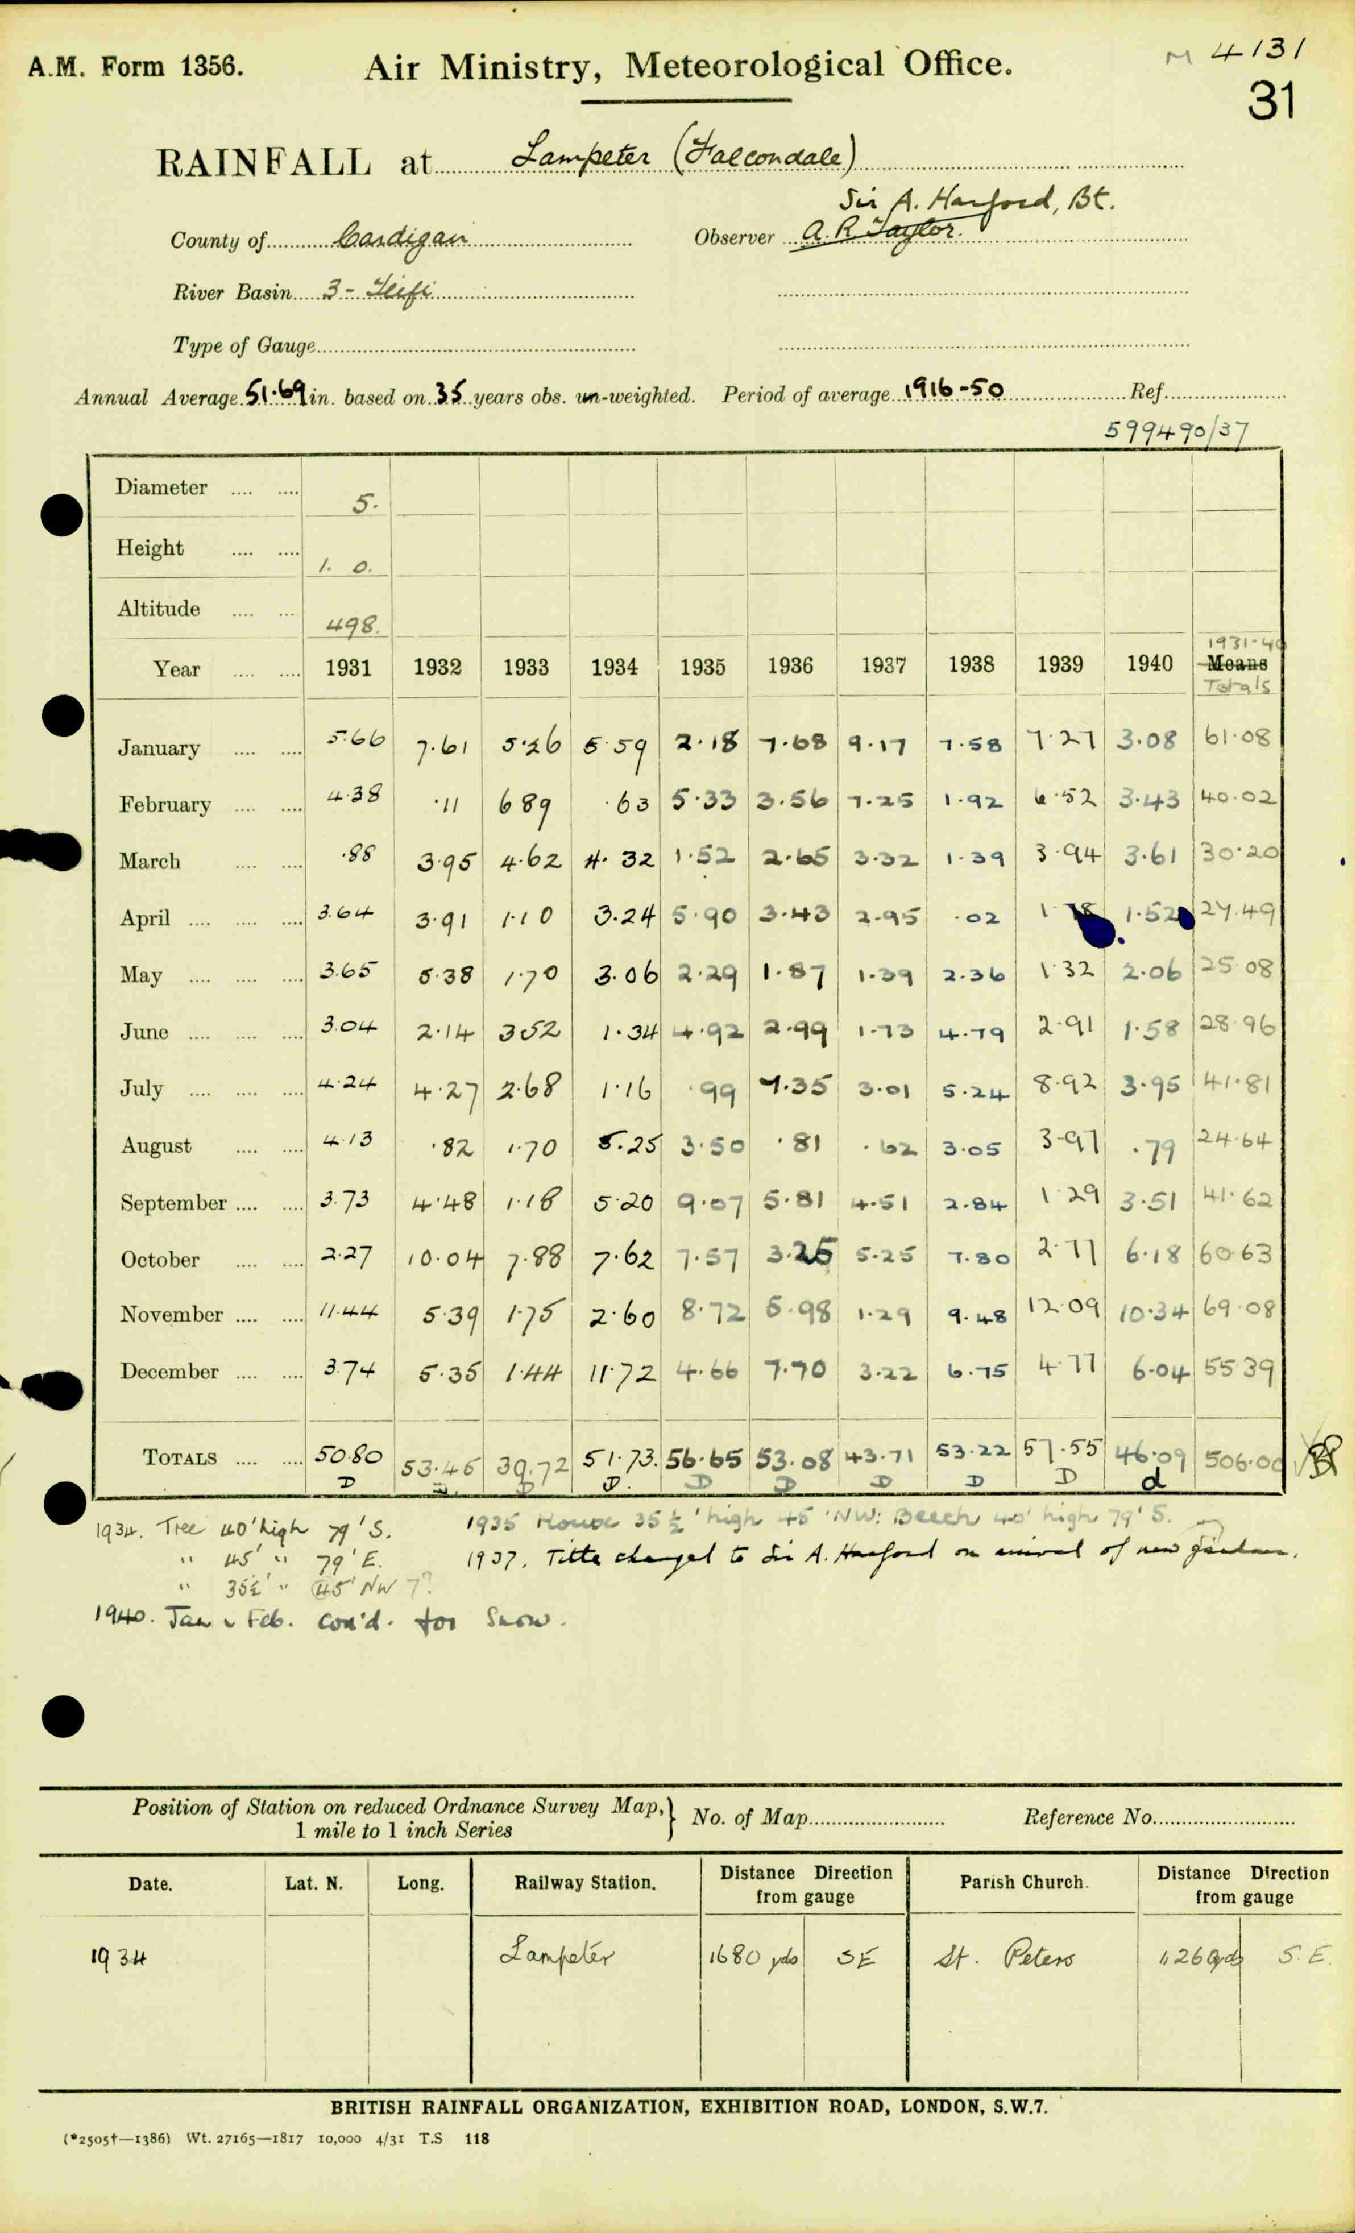 A.M. Form 1356.
Air Ministry, Meteorological Office.
M 4131
31
RAINFALL at Lampeter (Falcondale)
Sir A. Harford, Bt.
County of Cardigan Observer A. R Taylor.
River Basin 3 - Teifi
Type of Gauge
Annual Average 51.69 in. based on 35 years obs. un-weighted. Period of average 1916-50 Ref.
599490/37
Diameter 5.
Height 1. 0.
Altitude 498.
1931-40
Year 1931 1932 1933 1934 1935 1936 1937 1938 1939 1940 Means
Totals
January 5.66 7.61 5.26 5.59 2.18 7.68 9.17 7.58 7.27 3.08 61.08
February 4.38 .11 6 89 .63 5.33 3.56 7.25 1.92 6.52 3.43 40.02
March .88 3.95 4.62 4.32 1.52 2.65 3.32 1.39 3.94 3.61 30.20
April 3.64 3.91 1.10 3.24 5.90 3.43 2.95 .02 1.78 1.52 27.49
May 3.65 5.38 1.70 3.06 2.29 1.87 1.39 2.36 1.32 2.06 25.08
June 3.04 2.14 3.52 1.34 4.92 2.99 1.73 4.79 2.91 1.58 28.96
July 4.24 4.27 2.68 1.16 .99 7.35 3.01 5.24 8.92 3.95 41.81
August 4.13 .82 1.70 5.25 3.50 .81 .62 3.05 3.97 .79 24.64
September 3.73 4.48 1.18 5.20 9.07 5.81 4.51 2.84 1.29 3.51 41.62
October 2.27 10.04 7.88 7.62 7.57 3.25 5.25 7.80 2.77 6.18 60.63
November 11.44 5.39 1.75 2.60 8.72 5.98 1.29 9.48 12.09 10.34 69.08
December 3.74 5.35 1.44 11.72 4.66 7.70 3.22 6.75 4.77 6.04 55.39
TOTALS 50.80 53.45 39.72 51.73. 56.65 53.08 43.71 53.22 57.55 46.09 506.00
D D D D. D D D D D d
1934. Tree 40' high 79' S. 1935 House 35½' high 45' NW: Beech 40' high 79' S.
" 45' " 79' E. 1937. Title changed to Sir A. Harford on arrival of new
" 35½' " 45' NW ?
1940. Jan & Feb. con'd. for Snow.
Position of Station on reduced Ordnance Survey Map,} No. of Map Reference No.
1 mile to 1 inch Series
Date. Lat. N. Long. Railway Station. Distance Direction from gauge Parish Church. Distance Direction from gauge
1934 Lampeter 1680 yds SE St. Peters 1,260 yds S. E.
BRITISH RAINFALL ORGANIZATION, EXHIBITION ROAD, LONDON, S.W.7.
(*2505†—1386) Wt. 27165—1817 10,000 4/31 T.S 118